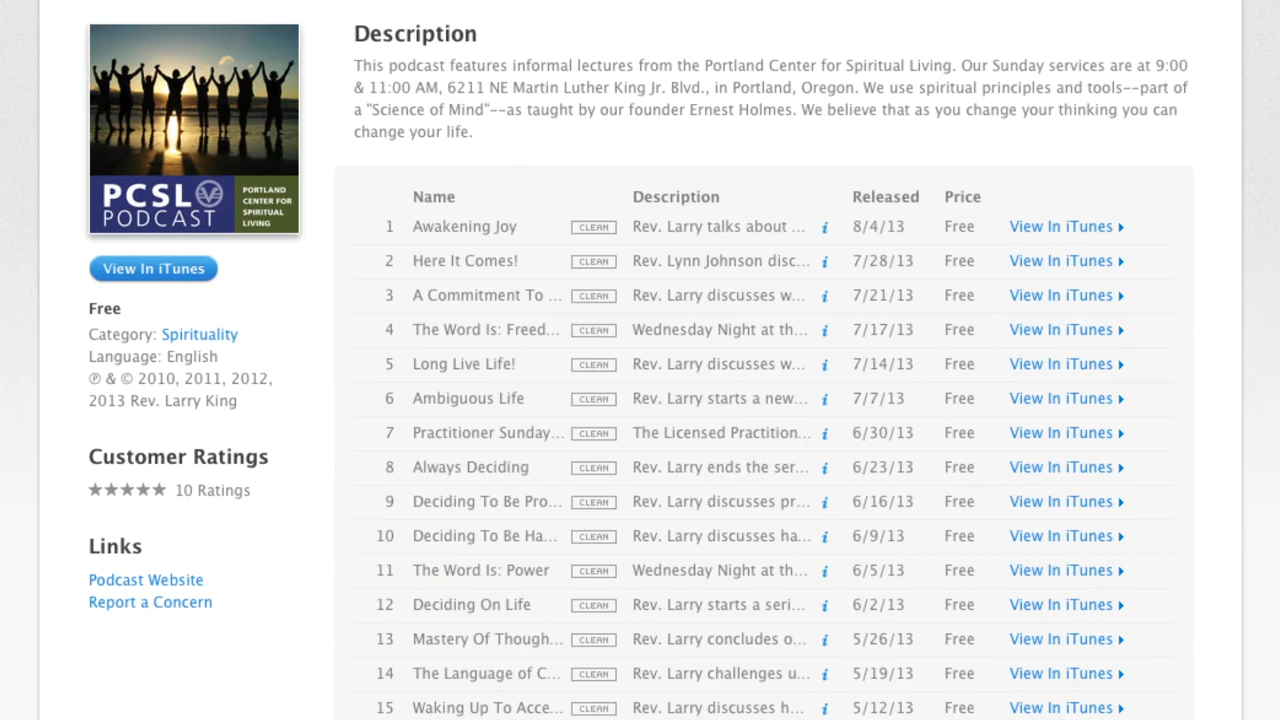 Description
This podcast features informal lectures from the Portland Center for Spiritual Living. Our Sunday services are at 9:00
& 11:00 AM, 6211 NE Martin Luther King Jr. Blvd., in Portland, Oregon. We use spiritual principles and tools--part of
a "Science of Mind"--as taught by our founder Ernest Holmes. We believe that as you change your thinking you can
change your life.
PCSL
PODCAST
PORTLAND
CENTER FOR
SPIRITUAL
LIVING
View In iTunes
Free
Category: Spirituality
Language: English
℗ & © 2010, 2011, 2012,
2013 Rev. Larry King
Customer Ratings
★★★★★ 10 Ratings
Links
Podcast Website
Report a Concern
Name Description Released Price
1 Awakening Joy CLEAN Rev. Larry talks about ... i 8/4/13 Free View In iTunes
2 Here It Comes! CLEAN Rev. Lynn Johnson disc... i 7/28/13 Free View In iTunes
3 A Commitment To ... CLEAN Rev. Larry discusses w... i 7/21/13 Free View In iTunes
4 The Word Is: Freed... CLEAN Wednesday Night at th... i 7/17/13 Free View In iTunes
5 Long Live Life! CLEAN Rev. Larry discusses w... i 7/14/13 Free View In iTunes
6 Ambiguous Life CLEAN Rev. Larry starts a new... i 7/7/13 Free View In iTunes
7 Practitioner Sunday... CLEAN The Licensed Practition... i 6/30/13 Free View In iTunes
8 Always Deciding CLEAN Rev. Larry ends the ser... i 6/23/13 Free View In iTunes
9 Deciding To Be Pro... CLEAN Rev. Larry discusses pr... i 6/16/13 Free View In iTunes
10 Deciding To Be Ha... CLEAN Rev. Larry discusses ha... i 6/9/13 Free View In iTunes
11 The Word Is: Power CLEAN Wednesday Night at th... i 6/5/13 Free View In iTunes
12 Deciding On Life CLEAN Rev. Larry starts a seri... i 6/2/13 Free View In iTunes
13 Mastery Of Though... CLEAN Rev. Larry concludes o... i 5/26/13 Free View In iTunes
14 The Language of C... CLEAN Rev. Larry challenges u... i 5/19/13 Free View In iTunes
15 Waking Up To Acce... CLEAN Rev. Larry discusses h... i 5/12/13 Free View In iTunes